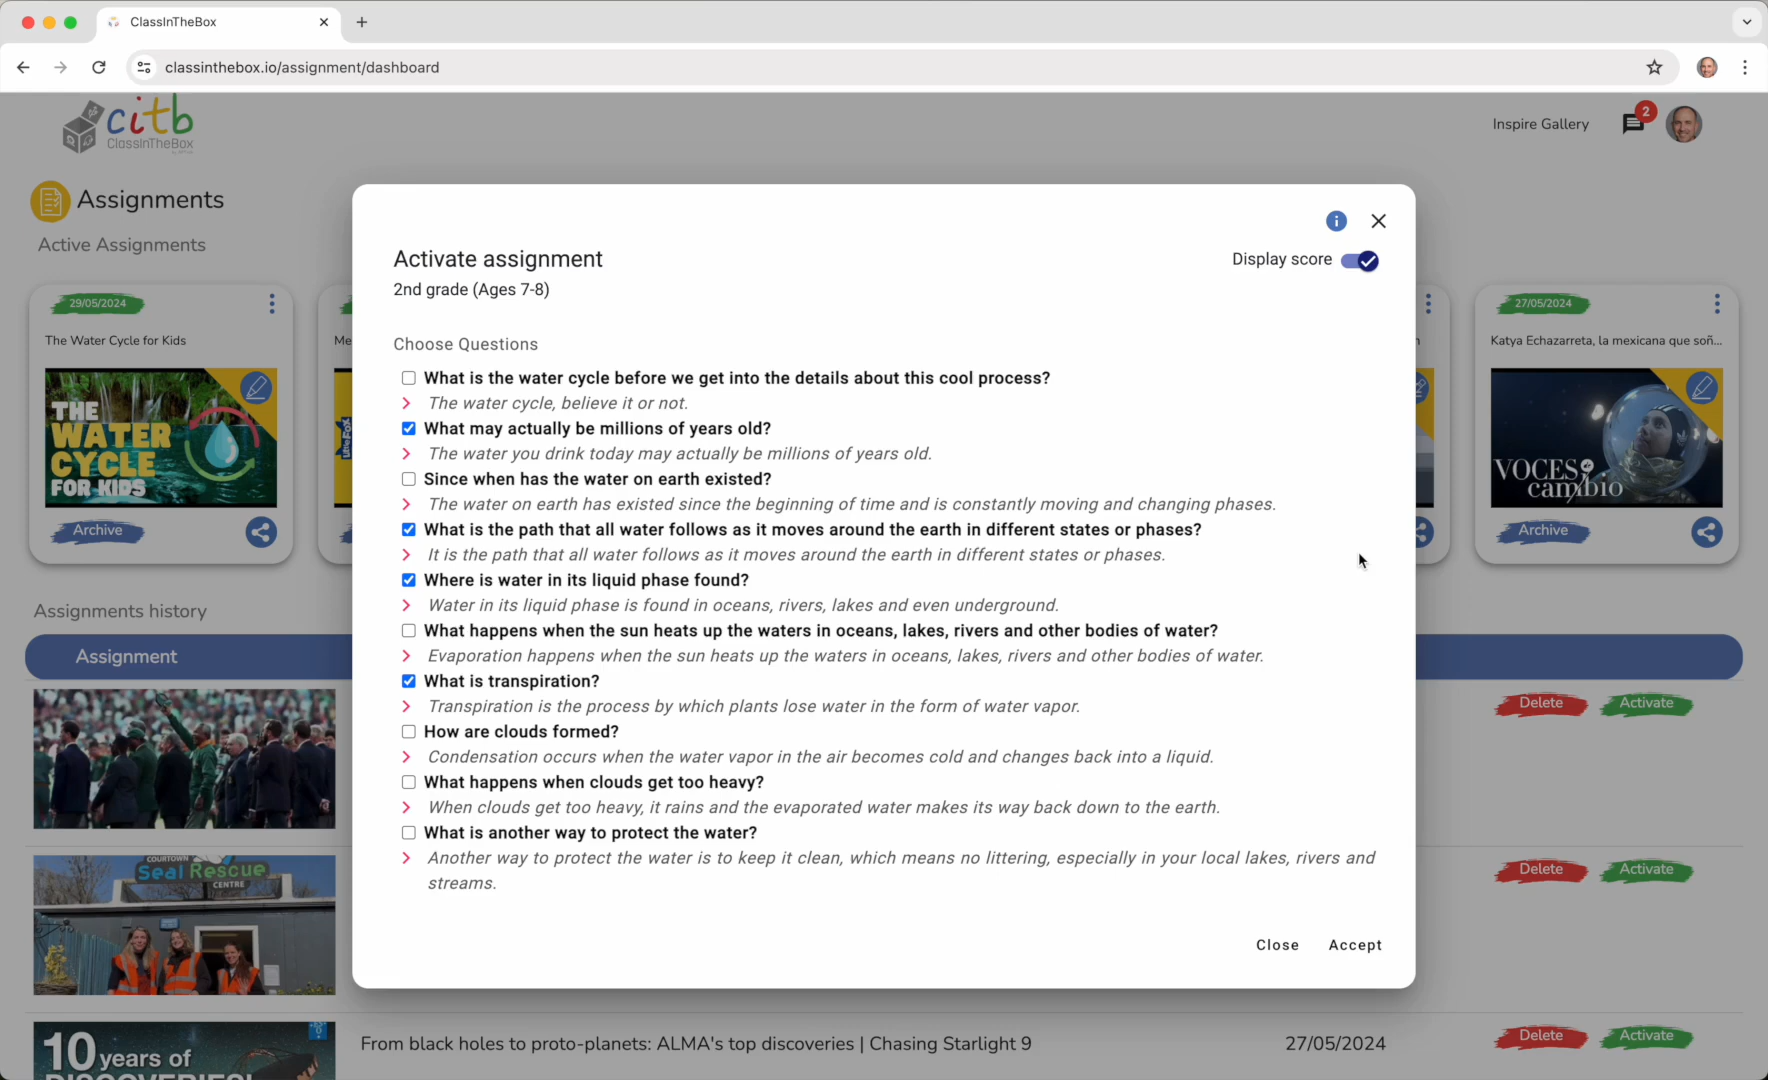 ClassInTheBox
classinthebox.io/assignment/dashboard
citb
ClassInTheBox
Inspire Gallery
2
Assignments
Active Assignments
29/05/2024
The Water Cycle for Kids
THE
WATER
CYCLE
FOR KIDS
Archive
Me
27/05/2024
Katya Echazarreta, la mexicana que soñ...
VOCES
cambio
Archive
Activate assignment
Display score
2nd grade (Ages 7-8)
Choose Questions
What is the water cycle before we get into the details about this cool process?
The water cycle, believe it or not.
What may actually be millions of years old?
The water you drink today may actually be millions of years old.
Since when has the water on earth existed?
The water on earth has existed since the beginning of time and is constantly moving and changing phases.
What is the path that all water follows as it moves around the earth in different states or phases?
It is the path that all water follows as it moves around the earth in different states or phases.
Where is water in its liquid phase found?
Water in its liquid phase is found in oceans, rivers, lakes and even underground.
What happens when the sun heats up the waters in oceans, lakes, rivers and other bodies of water?
Evaporation happens when the sun heats up the waters in oceans, lakes, rivers and other bodies of water.
What is transpiration?
Transpiration is the process by which plants lose water in the form of water vapor.
How are clouds formed?
Condensation occurs when the water vapor in the air becomes cold and changes back into a liquid.
What happens when clouds get too heavy?
When clouds get too heavy, it rains and the evaporated water makes its way back down to the earth.
What is another way to protect the water?
Another way to protect the water is to keep it clean, which means no littering, especially in your local lakes, rivers and
streams.
Close Accept
Assignments history
Assignment
Delete Activate
COURTOWN
Seal Rescue
CENTRE
Delete Activate
10 years of
DISCOVERIES!
From black holes to proto-planets: ALMA's top discoveries | Chasing Starlight 9
27/05/2024
Delete Activate